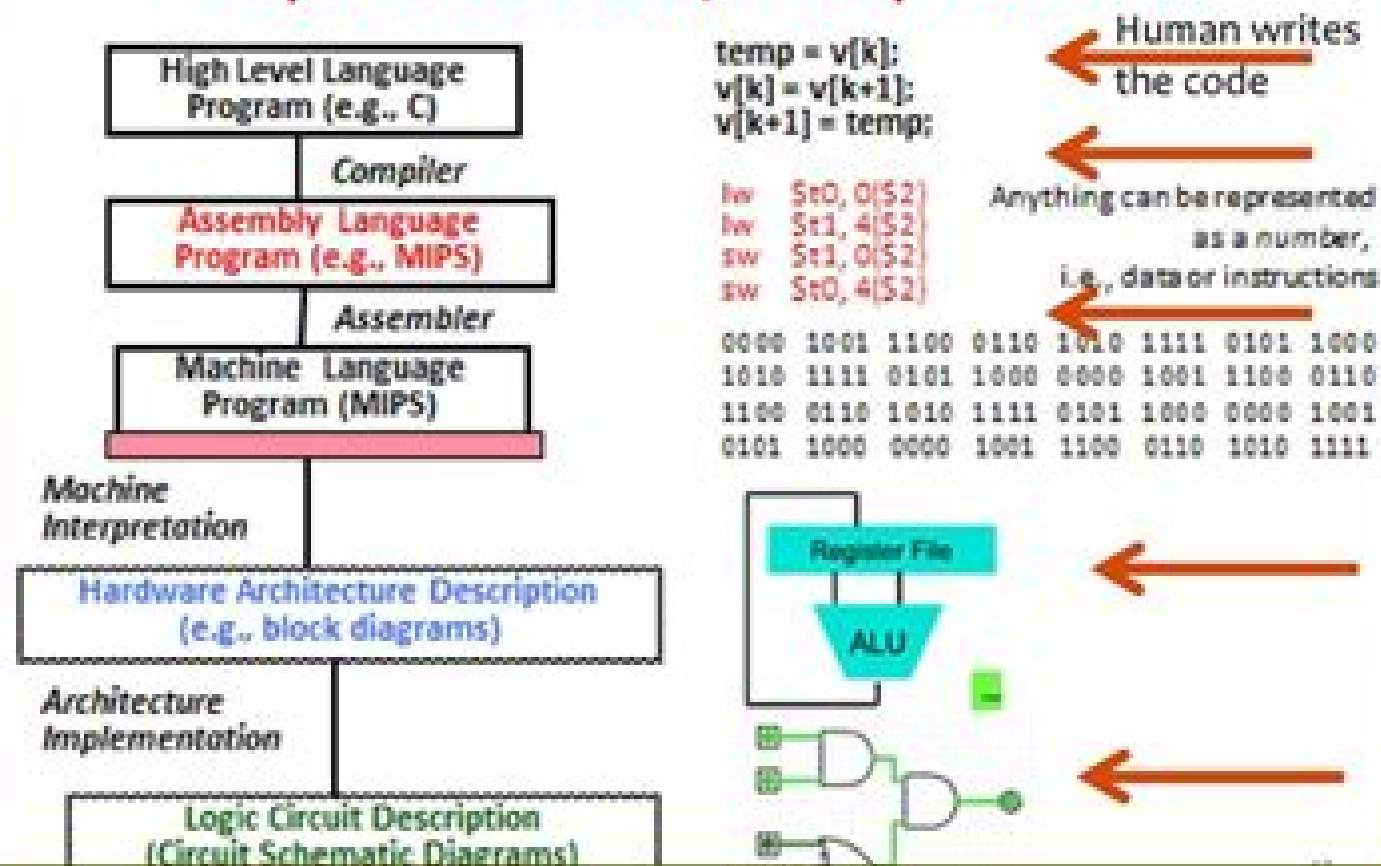 High Level Language
Program (e.g., C)
Compiler
Assembly Language
Program (e.g., MIPS)
Assembler
Machine Language
Program (MIPS)
Machine
Interpretation
Hardware Architecture Description
(e.g., block diagrams)
Architecture
Implementation
Logic Circuit Description
(Circuit Schematic Diagrams)
temp = v[k];
v[k] = v[k+1];
v[k+1] = temp;
Human writes
the code
lw $t0, 0($2)
lw $t1, 4($2)
sw $t1, 0($2)
sw $t0, 4($2)
Anything can be represented
as a number,
i.e., data or instructions
0000 1001 1100 0110 1010 1111 0101 1000
1010 1111 0101 1000 0000 1001 1100 0110
1100 0110 1010 1111 0101 1000 0000 1001
0101 1000 0000 1001 1100 0110 1010 1111
Register File
ALU